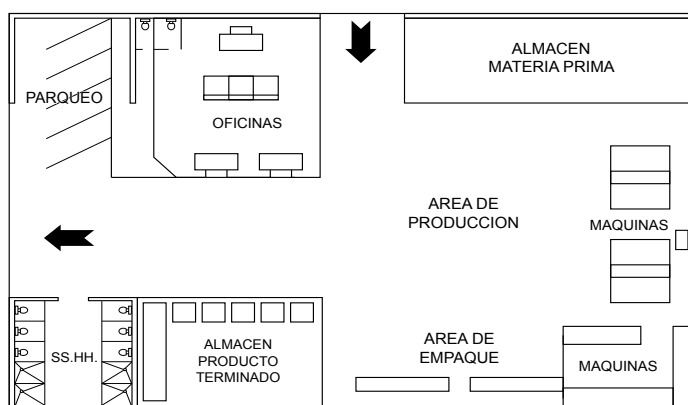 ALMACEN
MATERIA PRIMA
PARQUEO
OFICINAS
AREA DE
PRODUCCION
MAQUINAS
SS.HH.
ALMACEN
PRODUCTO
TERMINADO
AREA DE
EMPAQUE
MAQUINAS